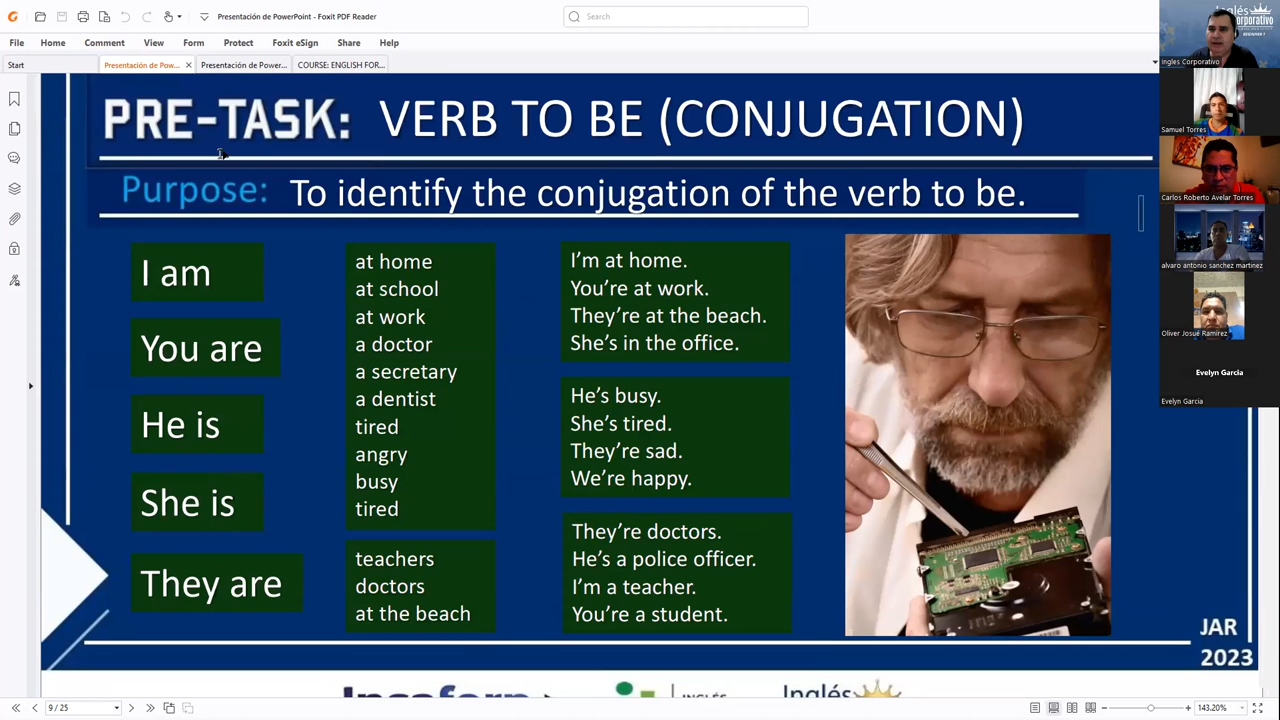 Presentación de PowerPoint - Foxit PDF Reader
Search
File Home Comment View Form Protect Foxit eSign Share Help
Start
Presentación de Pow...
Presentación de Power...
COURSE: ENGLISH FOR...
PRE-TASK: VERB TO BE (CONJUGATION)
Purpose: To identify the conjugation of the verb to be.
I am
You are
He is
She is
They are
at home
at school
at work
a doctor
a secretary
a dentist
tired
angry
busy
tired
teachers
doctors
at the beach
I'm at home.
You're at work.
They're at the beach.
She's in the office.
He's busy.
She's tired.
They're sad.
We're happy.
They're doctors.
He's a police officer.
I'm a teacher.
You're a student.
JAR
2023
INGLÉS
Inglés
9 / 25
143.20%
Inglés
corporativo
BEGINNER 1
Ingles Corporativo
Samuel Torres
Carlos Roberto Avelar Torres
alvaro antonio sanchez martinez
Oliver Josué Ramírez
Evelyn Garcia
Evelyn Garcia